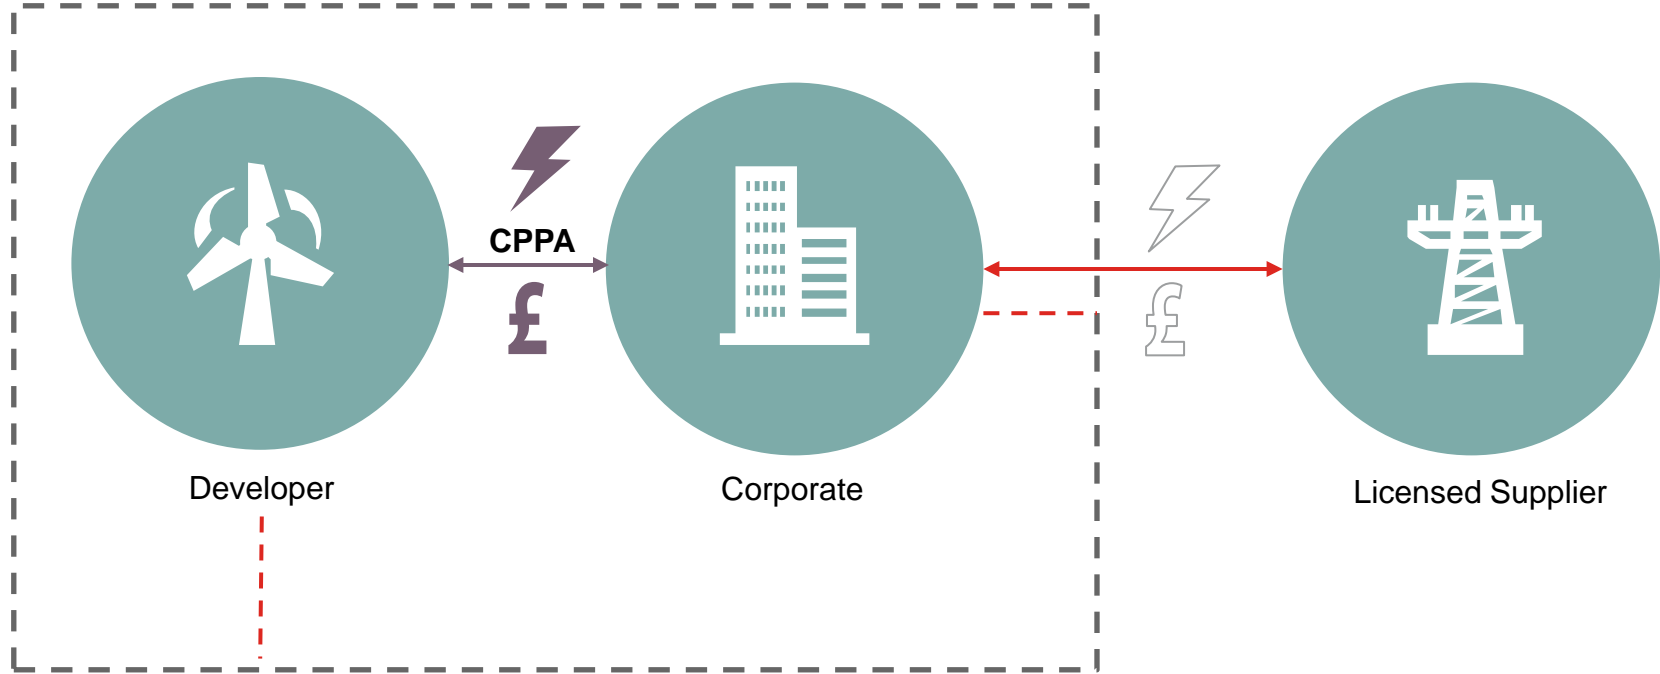 CPPA
£
£
Developer
Corporate
Licensed Supplier